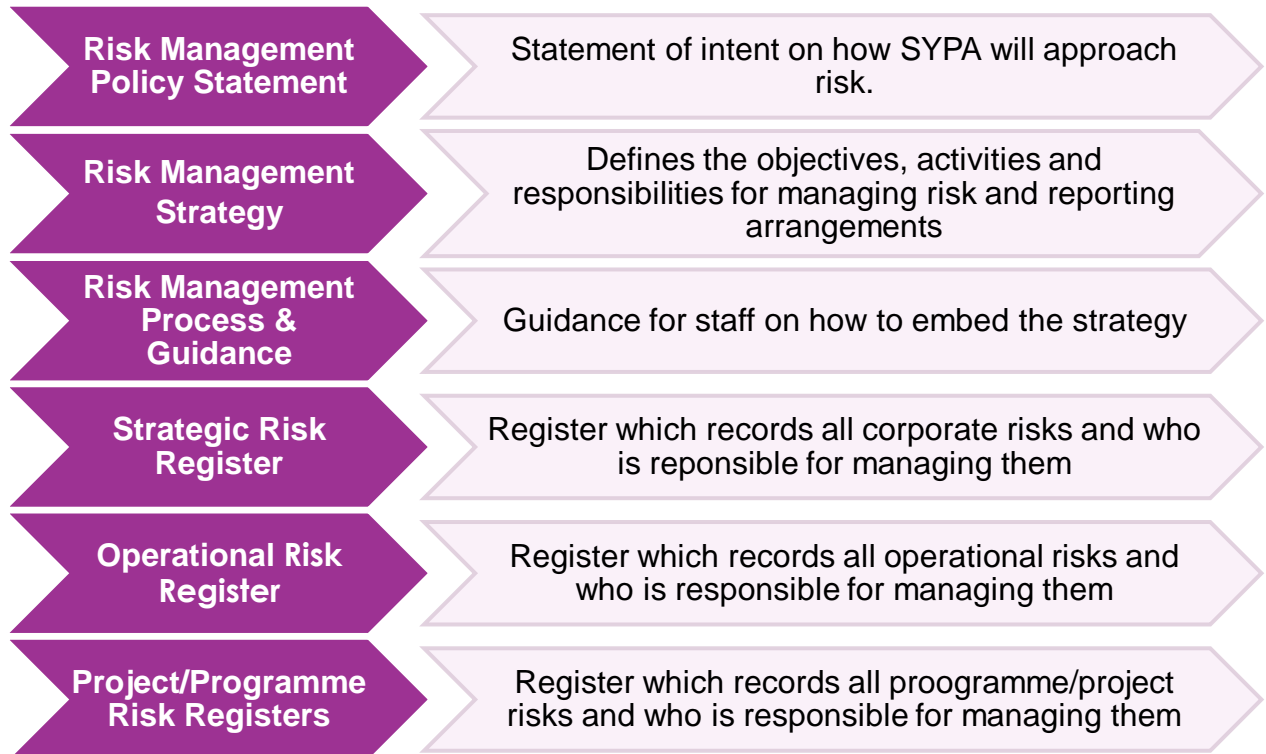 Risk Management
Policy Statement
Statement of intent on how SYPA will approach
risk.
Risk Management
Strategy
Defines the objectives, activities and
responsibilities for managing risk and reporting
arrangements
Risk Management
Process &
Guidance
Guidance for staff on how to embed the strategy
Strategic Risk
Register
Register which records all corporate risks and who
is reponsible for managing them
Operational Risk
Register
Register which records all operational risks and
who is responsible for managing them
Project/Programme
Risk Registers
Register which records all proogramme/project
risks and who is responsible for managing them